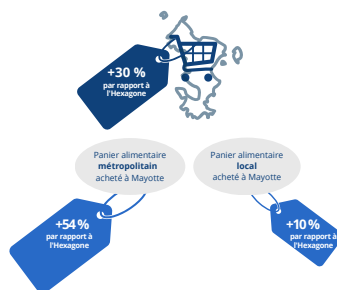 +30 %
par rapport à
l'Hexagone
Panier alimentaire
métropolitain
acheté à Mayotte
Panier alimentaire
local
acheté à Mayotte
+54 %
par rapport à
l'Hexagone
+10 %
par rapport à
l'Hexagone